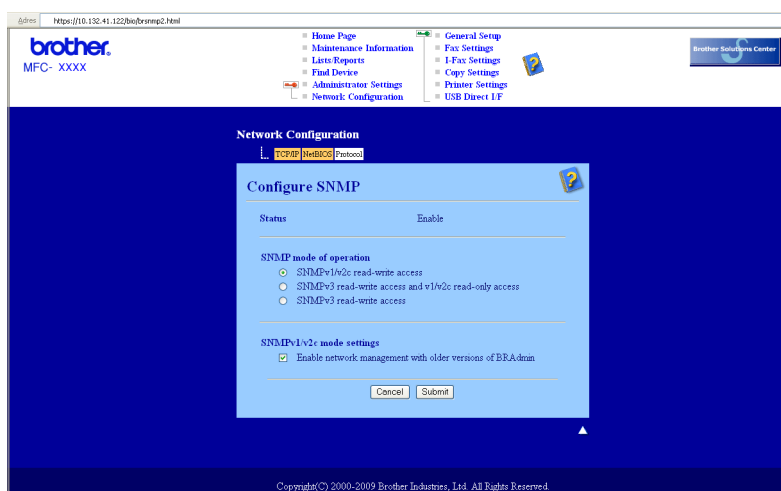 Adres https://10.132.41.122/bio/brsnmp2.html
brother.
MFC- XXXX
Home Page
Maintenance Information
Lists/Reports
Find Device
Administrator Settings
Network Configuration
General Setup
Fax Settings
I-Fax Settings
Copy Settings
Printer Settings
USB Direct I/F
Brother Solutions Center
Network Configuration
TCP/IP NetBIOS Protocol
Configure SNMP
Status Enable
SNMP mode of operation
SNMPv1/v2c read-write access
SNMPv3 read-write access and v1/v2c read-only access
SNMPv3 read-write access
SNMPv1/v2c mode settings
Enable network management with older versions of BRAdmin
Cancel Submit
Copyright(C) 2000-2009 Brother Industries, Ltd. All Rights Reserved.